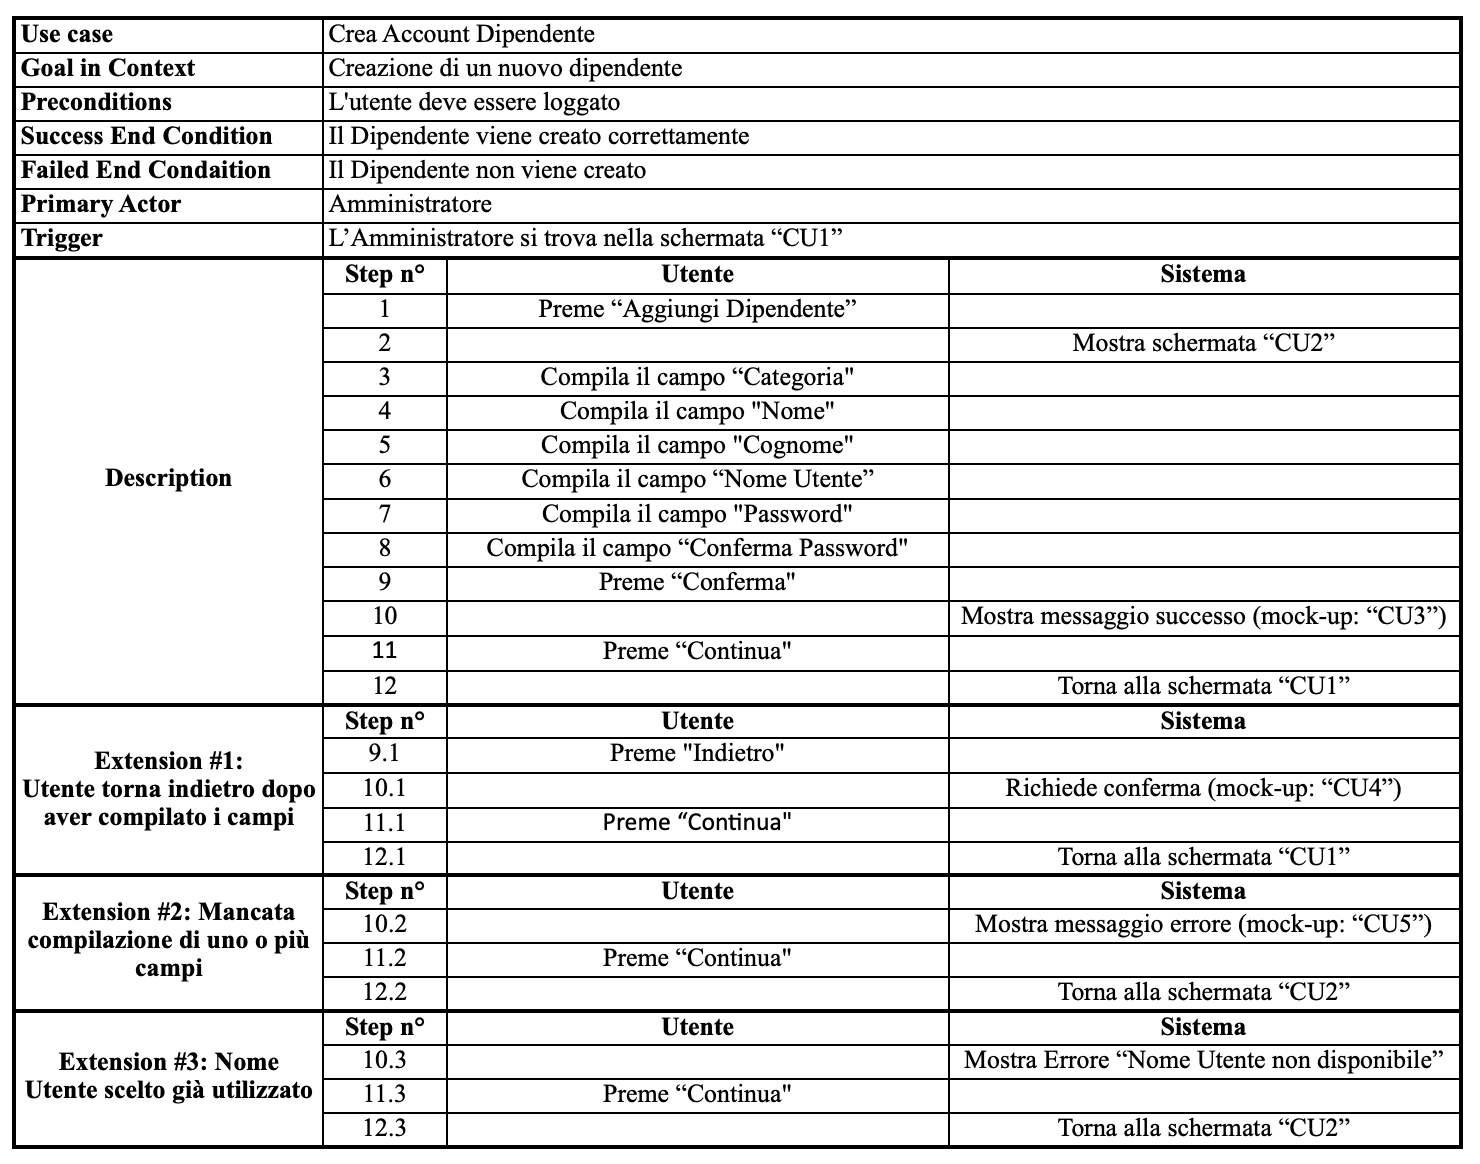 Use case Crea Account Dipendente
Goal in Context Creazione di un nuovo dipendente
Preconditions L'utente deve essere loggato
Success End Condition Il Dipendente viene creato correttamente
Failed End Condaition Il Dipendente non viene creato
Primary Actor Amministratore
Trigger L’Amministratore si trova nella schermata “CU1”
Description
Step n° Utente Sistema
1 Preme “Aggiungi Dipendente”
2 Mostra schermata “CU2”
3 Compila il campo “Categoria"
4 Compila il campo "Nome"
5 Compila il campo "Cognome"
6 Compila il campo “Nome Utente”
7 Compila il campo "Password"
8 Compila il campo “Conferma Password"
9 Preme “Conferma"
10 Mostra messaggio successo (mock-up: “CU3”)
11 Preme “Continua"
12 Torna alla schermata “CU1”
Extension #1:
Utente torna indietro dopo
aver compilato i campi
Step n° Utente Sistema
9.1 Preme "Indietro"
10.1 Richiede conferma (mock-up: “CU4”)
11.1 Preme “Continua"
12.1 Torna alla schermata “CU1”
Extension #2: Mancata
compilazione di uno o più
campi
Step n° Utente Sistema
10.2 Mostra messaggio errore (mock-up: “CU5”)
11.2 Preme “Continua"
12.2 Torna alla schermata “CU2”
Extension #3: Nome
Utente scelto già utilizzato
Step n° Utente Sistema
10.3 Mostra Errore “Nome Utente non disponibile”
11.3 Preme “Continua"
12.3 Torna alla schermata “CU2”